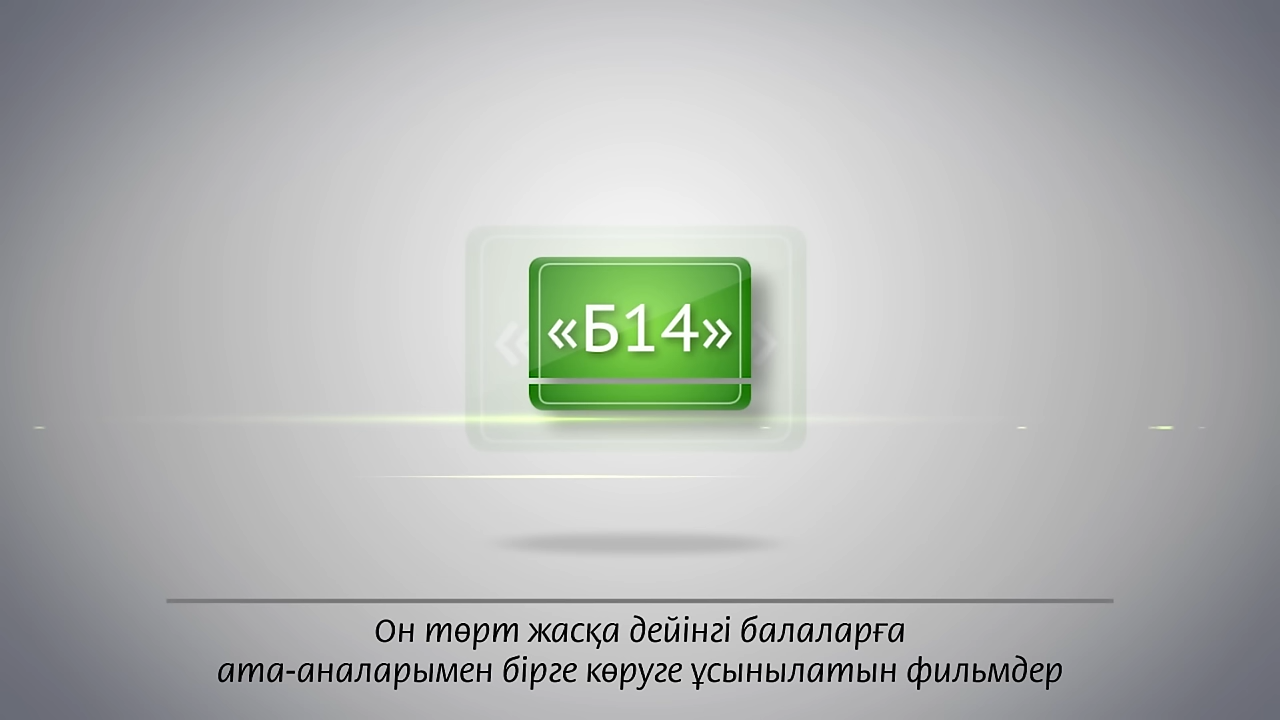 «Б14»
Он төрт жасқа дейінгі балаларға
ата-аналарымен бірге көруге ұсынылатын фильмдер